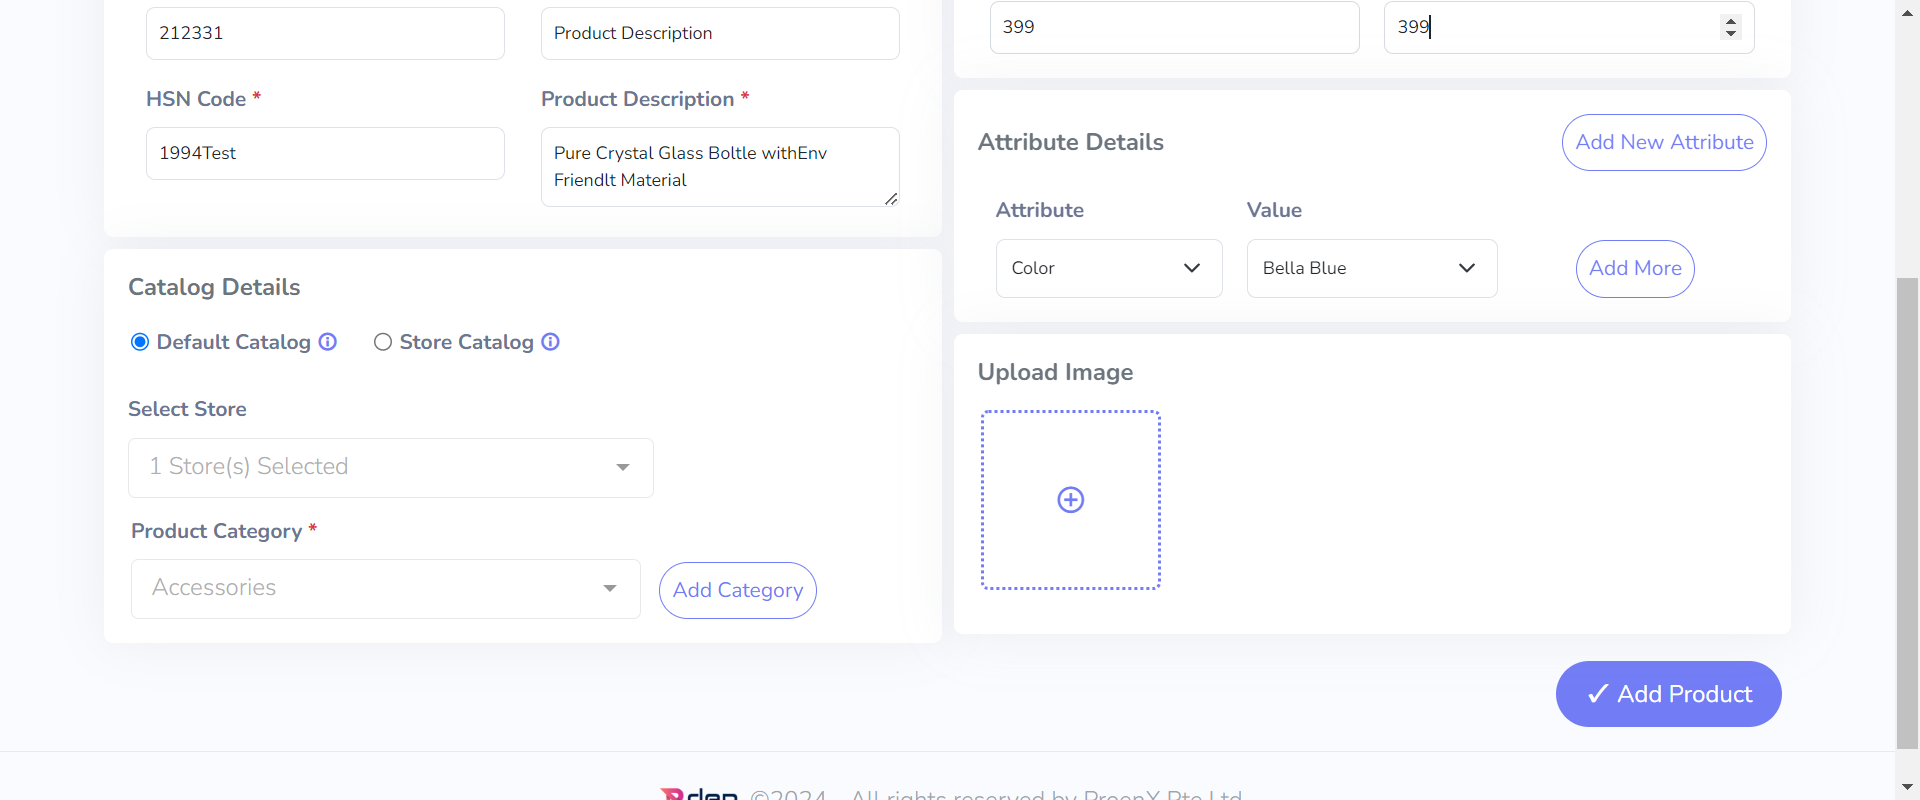 212331
Product Description
HSN Code *
Product Description *
1994Test
Pure Crystal Glass Boltle withEnv
Friendlt Material
Catalog Details
Default Catalog
Store Catalog
Select Store
1 Store(s) Selected
Product Category *
Accessories
Add Category
399
399
Attribute Details
Add New Attribute
Attribute
Value
Color
Bella Blue
Add More
Upload Image
Add Product
©2024 All rights reserved by ProenX Pte Ltd